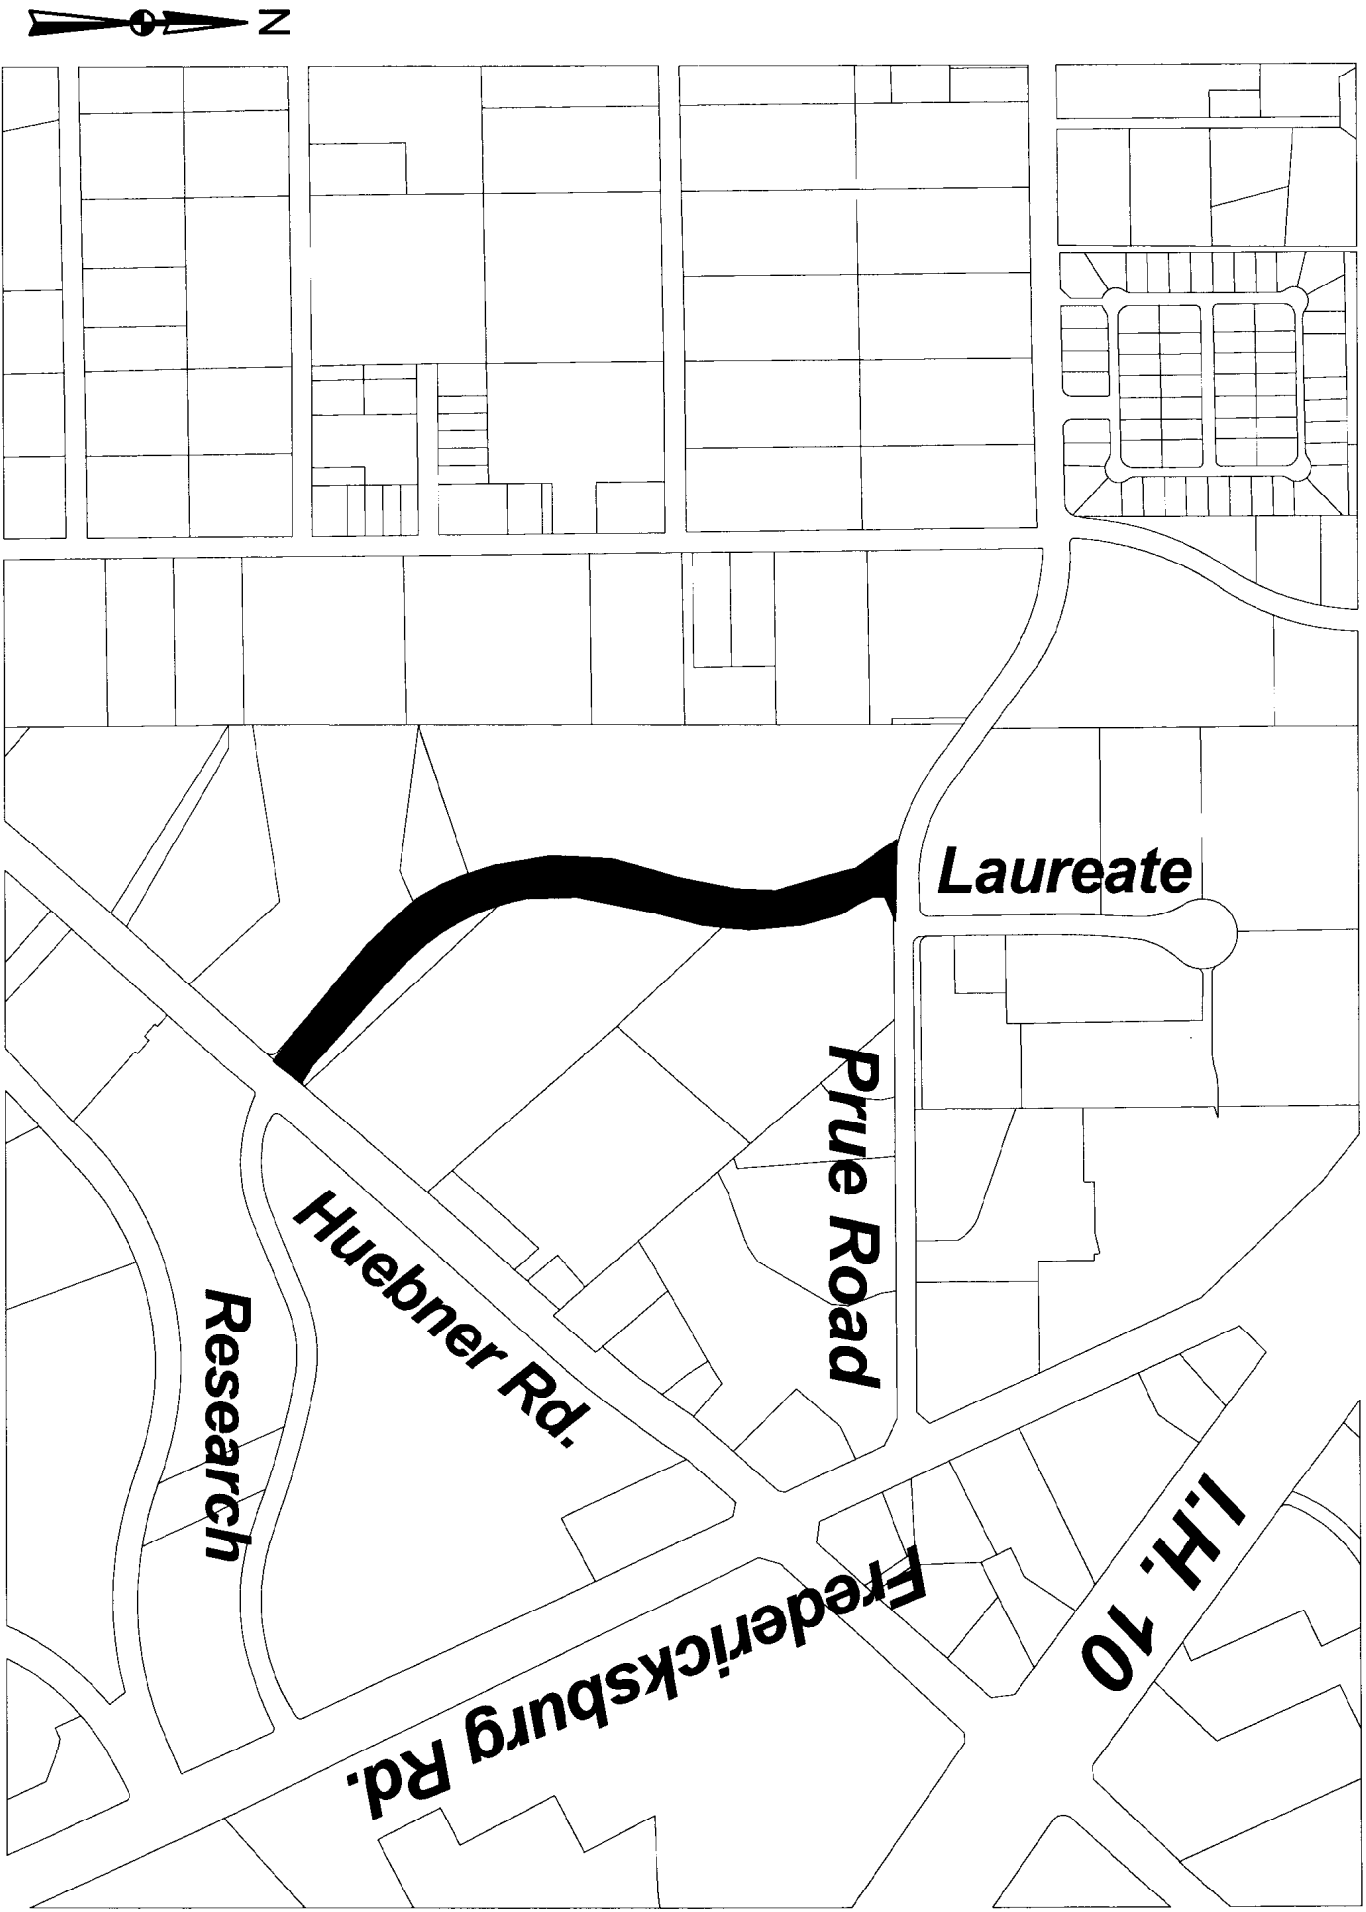 N
Laureate
Prue Road
Huebner Rd.
Research
I.H. 10
Fredericksburg Rd.